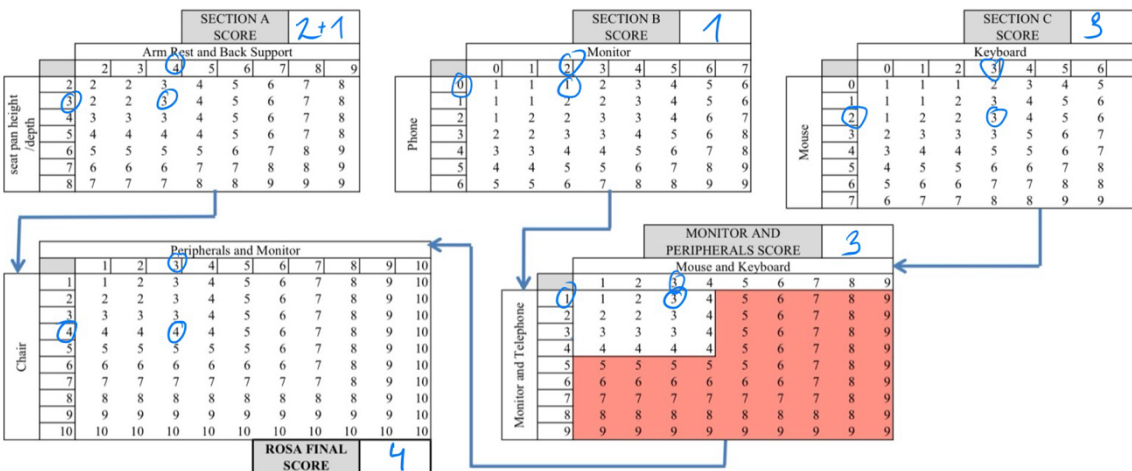 SECTION A
SCORE
2+1
Arm Rest and Back Support
seat pan height
/depth
2 3 4 5 6 7 8 9
2 2 2 3 4 5 6 7 8
3 2 2 3 4 5 6 7 8
4 3 3 3 4 5 6 7 8
5 4 4 4 4 5 6 7 8
6 5 5 5 5 6 7 8 9
7 6 6 6 7 7 8 8 9
8 7 7 7 8 8 9 9 9
SECTION B
SCORE
1
Monitor
Phone
0 1 2 3 4 5 6 7
0 1 1 1 2 3 4 5 6
1 1 1 2 2 3 4 5 6
2 1 2 2 3 3 4 6 7
3 2 2 3 3 4 5 6 8
4 3 3 4 4 5 6 7 8
5 4 4 5 5 6 7 8 9
6 5 5 6 7 8 8 9 9
SECTION C
SCORE
3
Keyboard
Mouse
0 1 2 3 4 5 6
0 1 1 1 2 3 4 5
1 1 1 2 3 4 5 6
2 1 2 2 3 4 5 6
3 2 3 3 3 5 6 7
4 3 4 4 5 5 6 7
5 4 5 5 6 6 7 8
6 5 6 6 7 7 8 8
7 6 7 7 8 8 9 9
Peripherals and Monitor
Chair
1 2 3 4 5 6 7 8 9 10
1 1 2 3 4 5 6 7 8 9 10
2 2 2 3 4 5 6 7 8 9 10
3 3 3 3 4 5 6 7 8 9 10
4 4 4 4 4 5 6 7 8 9 10
5 5 5 5 5 5 6 7 8 9 10
6 6 6 6 6 6 6 7 8 9 10
7 7 7 7 7 7 7 7 8 9 10
8 8 8 8 8 8 8 8 8 9 10
9 9 9 9 9 9 9 9 9 9 10
10 10 10 10 10 10 10 10 10 10 10
ROSA FINAL
SCORE
4
MONITOR AND
PERIPHERALS SCORE
3
Mouse and Keyboard
Monitor and Telephone
1 2 3 4 5 6 7 8 9
1 1 2 3 4 5 6 7 8 9
2 2 2 3 4 5 6 7 8 9
3 3 3 3 4 5 6 7 8 9
4 4 4 4 4 5 6 7 8 9
5 5 5 5 5 5 6 7 8 9
6 6 6 6 6 6 6 7 8 9
7 7 7 7 7 7 7 7 8 9
8 8 8 8 8 8 8 8 8 9
9 9 9 9 9 9 9 9 9 9